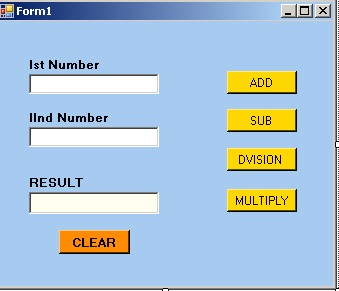 Form1
Ist Number
ADD
IInd Number
SUB
DVISION
RESULT
MULTIPLY
CLEAR